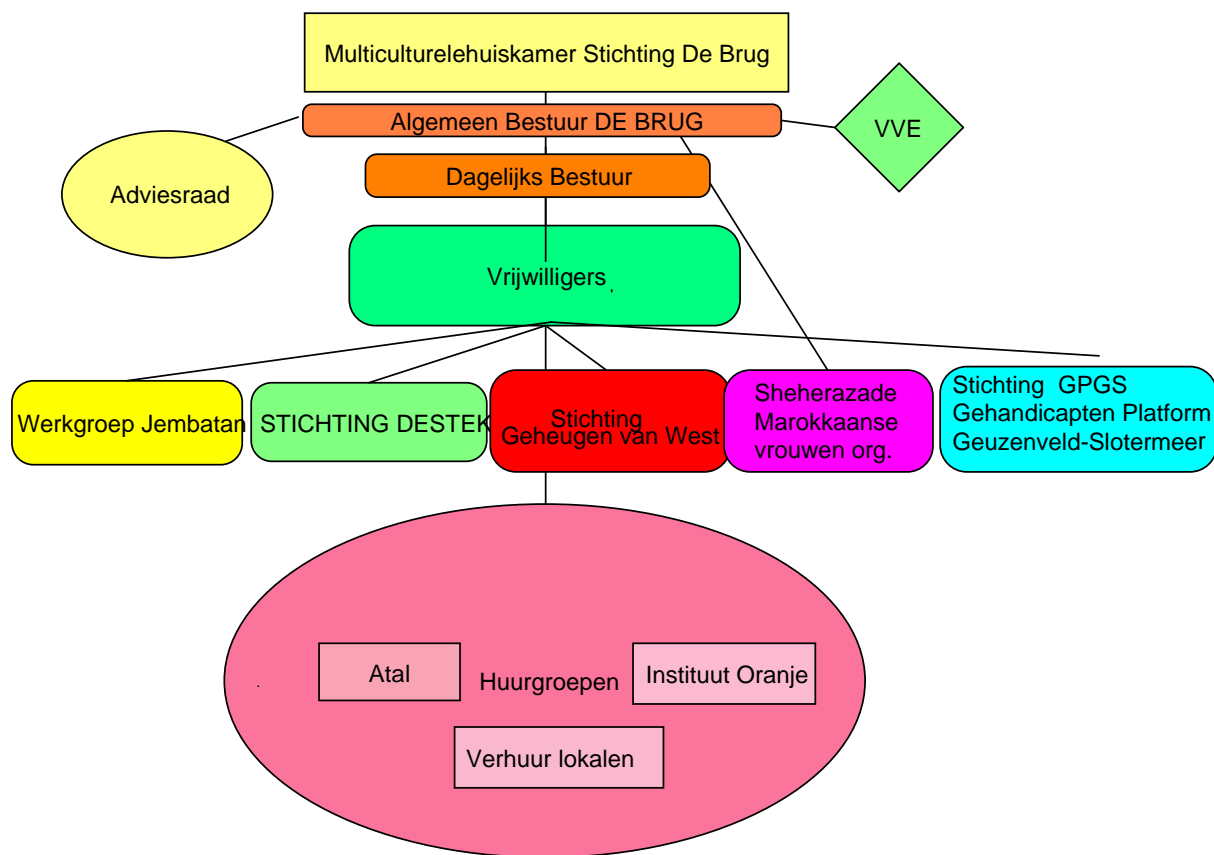 Multiculturelehuiskamer Stichting De Brug
Algemeen Bestuur DE BRUG
VVE
Adviesraad
Dagelijks Bestuur
Vrijwilligers
Werkgroep Jembatan
STICHTING DESTEK
Stichting
Geheugen van West
Sheherazade
Marokkaanse
vrouwen org.
Stichting GPGS
Gehandicapten Platform
Geuzenveld-Slotermeer
Atal
Huurgroepen
Instituut Oranje
Verhuur lokalen